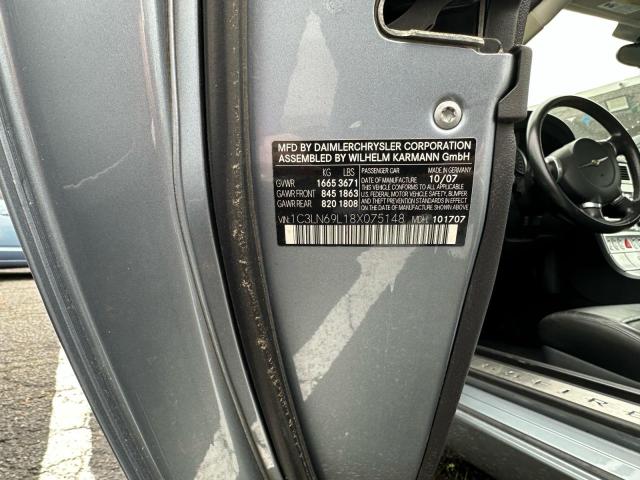 MFD BY DAIMLERCHRYSLER CORPORATION
ASSEMBLED BY WILHELM KARMANN GmbH
KG LBS
GVWR 1665 3671
GAWR FRONT 845 1863
GAWR REAR 820 1808
PASSENGER CAR MADE IN GERMANY
DATE OF MANUFACTURE 10/07
THIS VEHICLE CONFORMS TO ALL APPLICABLE
U.S.A. FEDERAL MOTOR VEHICLE SAFETY, BUMPER
AND THEFT PREVENTION STANDARDS IN EFFECT
ON THE DATE OF MANUFACTURE SHOWN ABOVE
VIN: 1C3LN69L18X075148 MDH: 101707